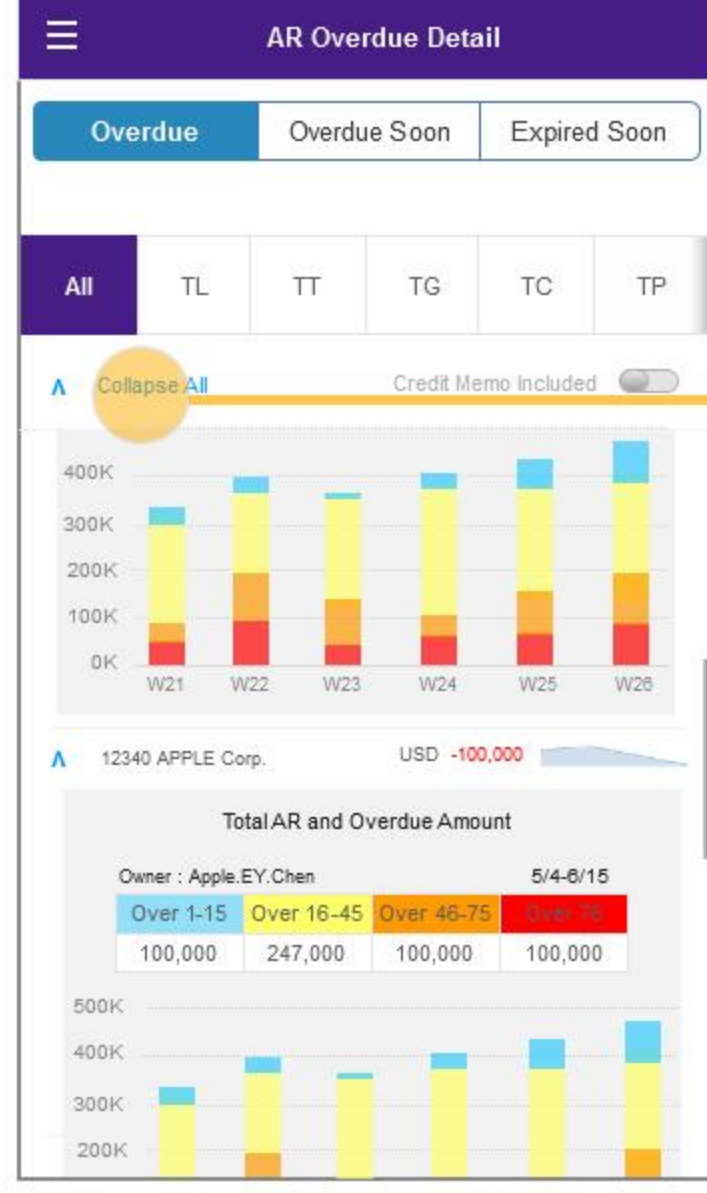 AR Overdue Detail
Overdue Overdue Soon Expired Soon
All TL TT TG TC TP
Collapse All Credit Memo Included
400K
300K
200K
100K
0K
W21 W22 W23 W24 W25 W26
12340 APPLE Corp. USD -100,000
Total AR and Overdue Amount
Owner : Apple.EY.Chen 5/4-6/15
Over 1-15 Over 16-45 Over 46-75 Over 76
100,000 247,000 100,000 100,000
500K
400K
300K
200K